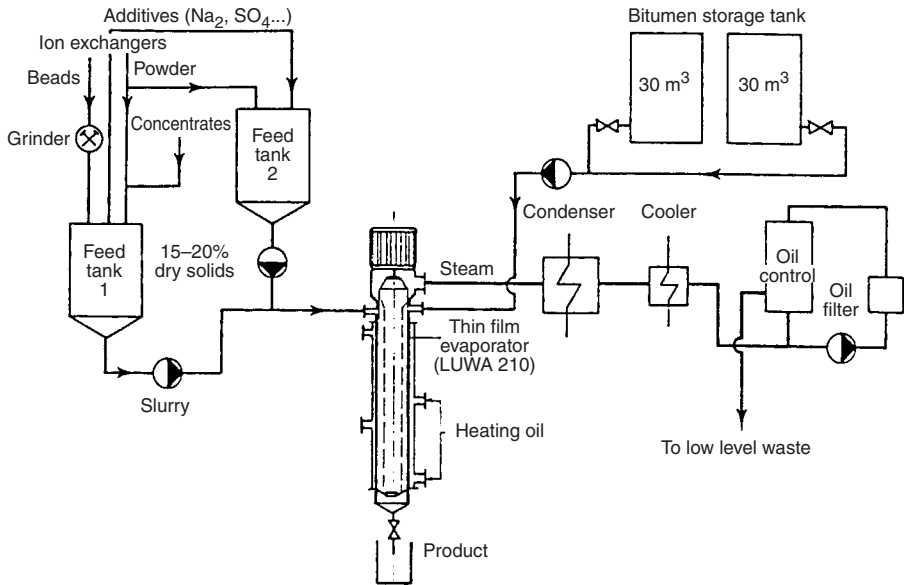 Additives (Na2, SO4...)
Ion exchangers
Beads
Powder
Grinder
Concentrates
Feed
tank
2
Feed
tank
1
15–20%
dry solids
Slurry
Bitumen storage tank
30 m³
30 m³
Condenser
Cooler
Steam
Oil
control
Oil
filter
Thin film
evaporator
(LUWA 210)
Heating oil
To low level waste
Product